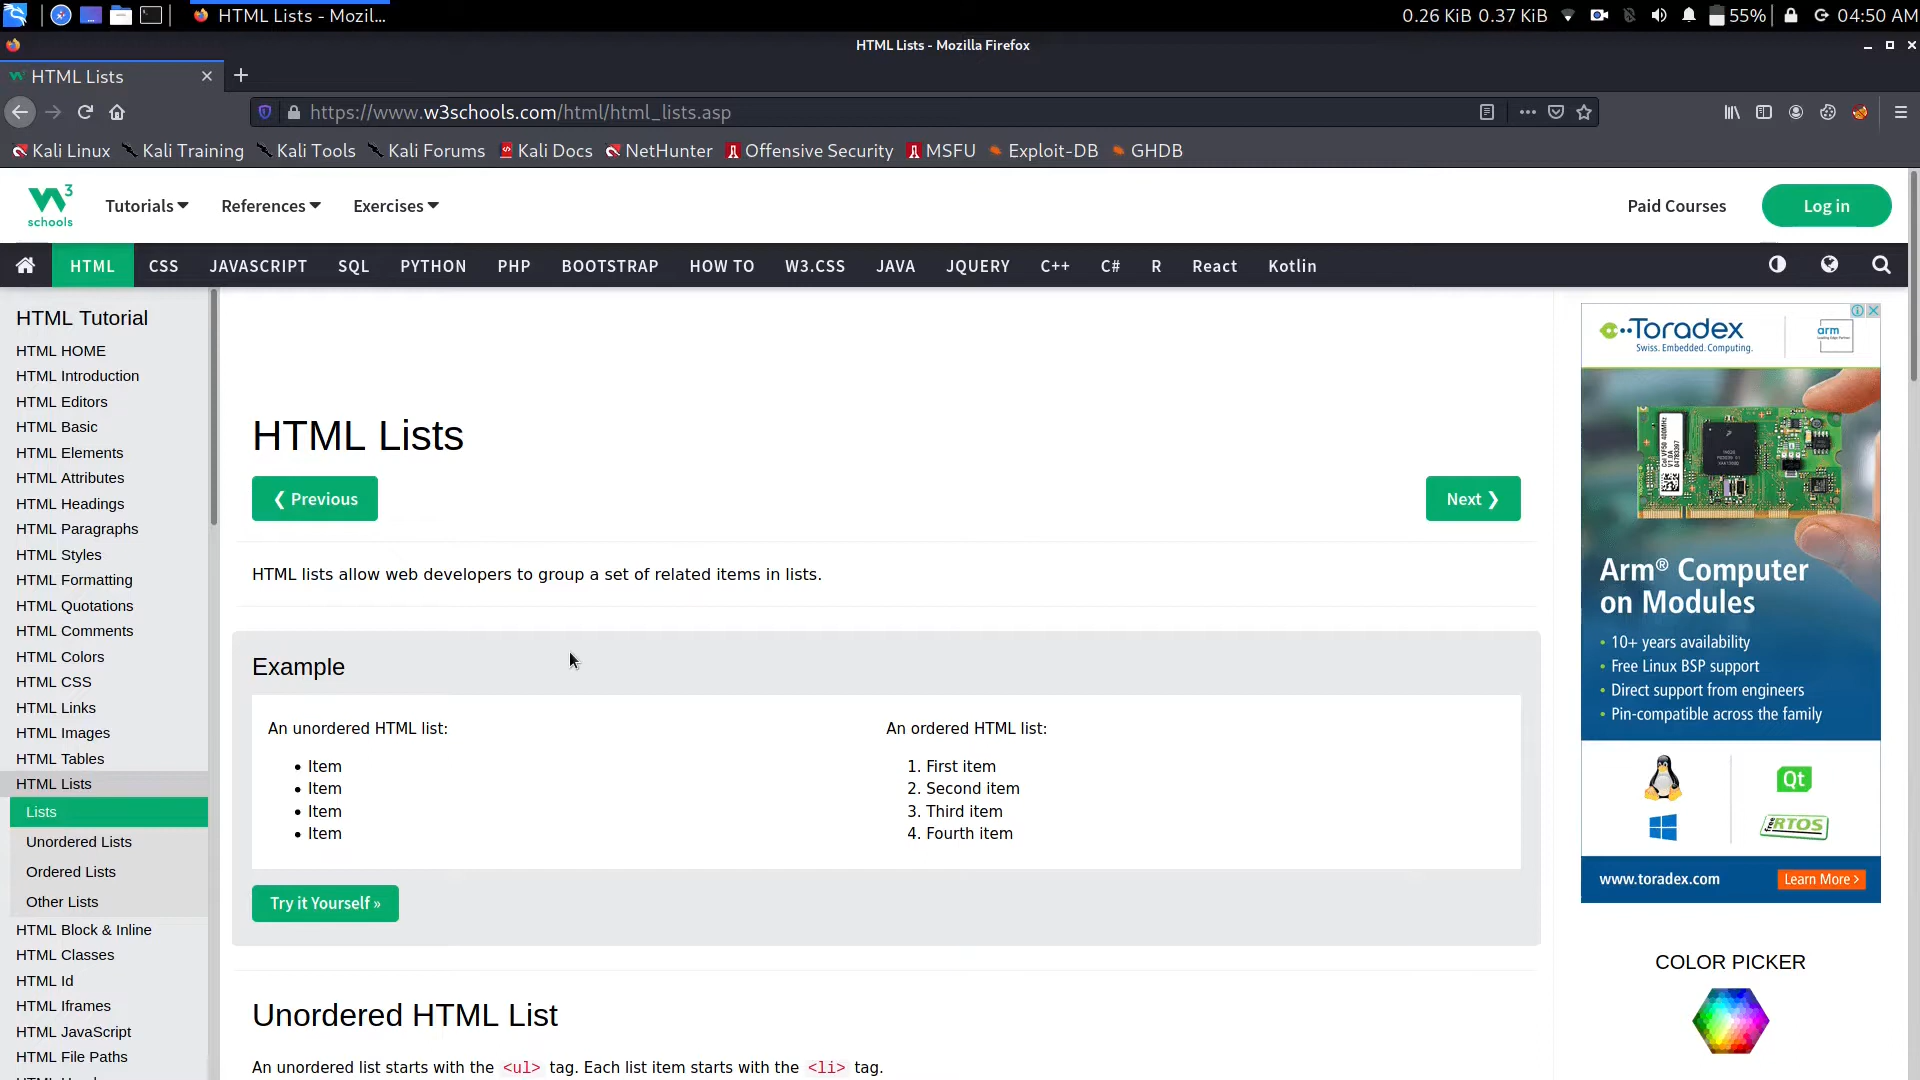 HTML Lists - Mozil...
0.26 KiB 0.37 KiB
55%
04:50 AM
HTML Lists - Mozilla Firefox
HTML Lists
https://www.w3schools.com/html/html_lists.asp
Kali Linux
Kali Training
Kali Tools
Kali Forums
Kali Docs
NetHunter
Offensive Security
MSFU
Exploit-DB
GHDB
W3
schools
Tutorials
References
Exercises
Paid Courses
Log in
HTML
CSS
JAVASCRIPT
SQL
PYTHON
PHP
BOOTSTRAP
HOW TO
W3.CSS
JAVA
JQUERY
C++
C#
R
React
Kotlin
HTML Tutorial
HTML HOME
HTML Introduction
HTML Editors
HTML Basic
HTML Elements
HTML Attributes
HTML Headings
HTML Paragraphs
HTML Styles
HTML Formatting
HTML Quotations
HTML Comments
HTML Colors
HTML CSS
HTML Links
HTML Images
HTML Tables
HTML Lists
Lists
Unordered Lists
Ordered Lists
Other Lists
HTML Block & Inline
HTML Classes
HTML Id
HTML Iframes
HTML JavaScript
HTML File Paths
HTML Lists
❮ Previous
Next ❯
HTML lists allow web developers to group a set of related items in lists.
Example
An unordered HTML list:
• Item
• Item
• Item
• Item
An ordered HTML list:
1. First item
2. Second item
3. Third item
4. Fourth item
Try it Yourself »
Unordered HTML List
An unordered list starts with the <ul> tag. Each list item starts with the <li> tag.
Toradex
Swiss. Embedded. Computing.
arm
Arm® Computer
on Modules
• 10+ years availability
• Free Linux BSP support
• Direct support from engineers
• Pin-compatible across the family
Qt
free RTOS
www.toradex.com
Learn More >
COLOR PICKER